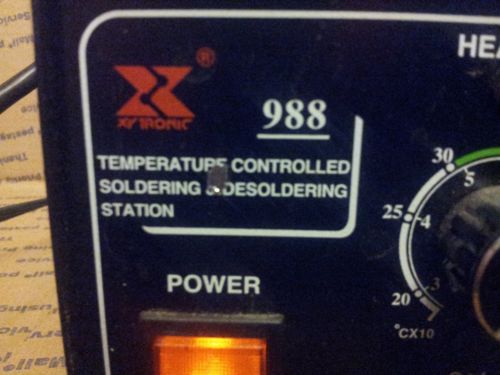 HEA
®
XYTRONIC
988
TEMPERATURE CONTROLLED
SOLDERING & DESOLDERING
STATION
POWER
30
5
25
4
20
3
°CX10